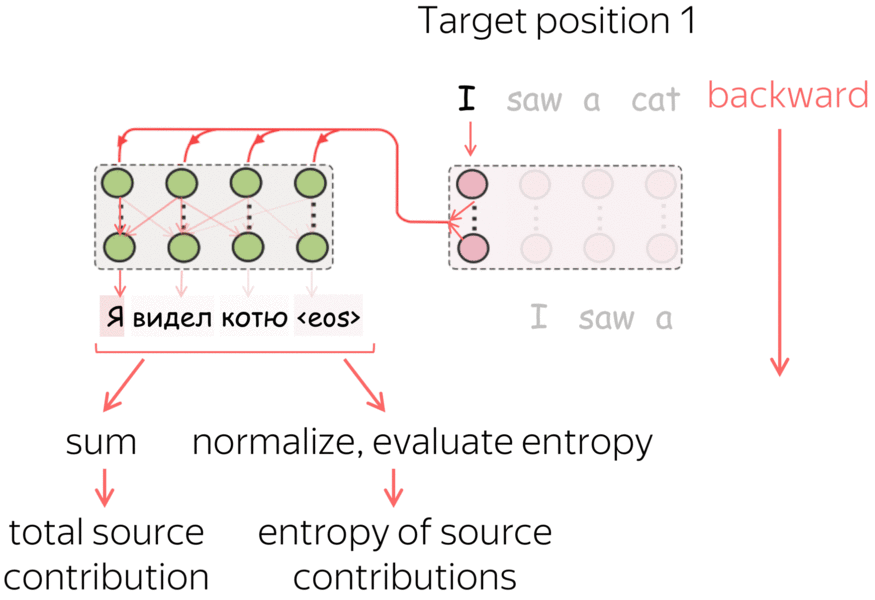 Target position 1
I saw a cat
backward
Я видел котю <eos>
I saw a
sum
normalize, evaluate entropy
total source
contribution
entropy of source
contributions